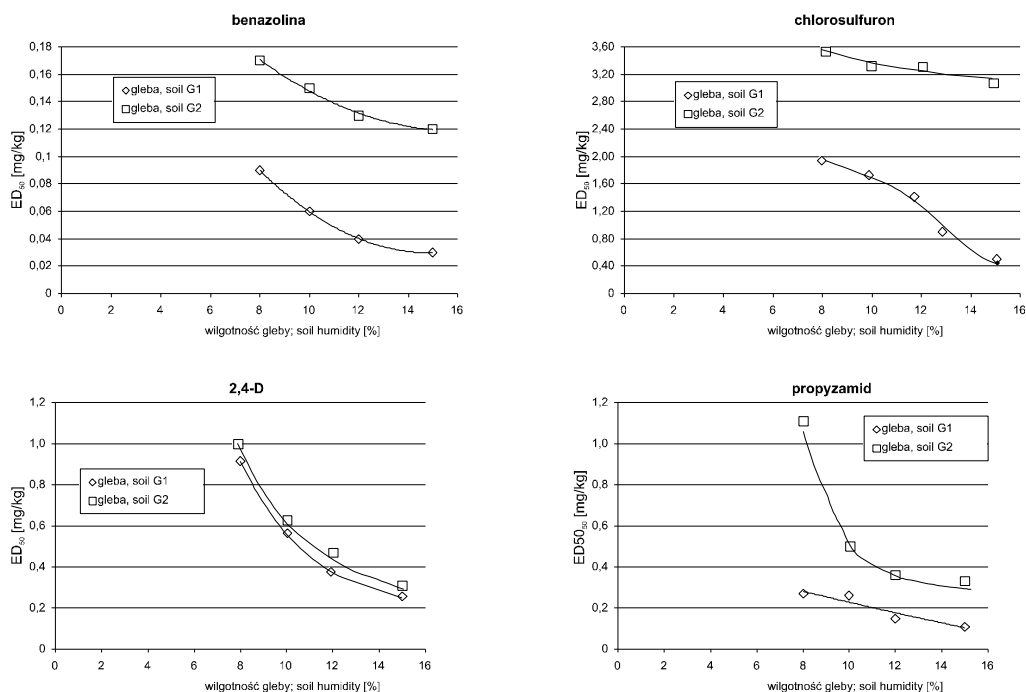 benazolina
0,18
0,16
0,14
0,12
0,1
0,08
0,06
0,04
0,02
0
ED50 [mg/kg]
gleba, soil G1
gleba, soil G2
0 2 4 6 8 10 12 14 16
wilgotność gleby; soil humidity [%]
chlorosulfuron
3,60
3,20
2,80
2,40
2,00
1,60
1,20
0,80
0,40
0
ED50 [mg/kg]
gleba, soil G1
gleba, soil G2
0 2 4 6 8 10 12 14 16
wilgotność gleby; soil humidity [%]
2,4-D
1,2
1,0
0,8
0,6
0,4
0,2
0
ED50 [mg/kg]
gleba, soil G1
gleba, soil G2
0 2 4 6 8 10 12 14 16
wilgotność gleby; soil humidity [%]
propyzamid
1,2
1,0
0,8
0,6
0,4
0,2
0
ED5050 [mg/kg]
gleba, soil G1
gleba, soil G2
0 2 4 6 8 10 12 14 16
wilgotność gleby; soil humidity [%]